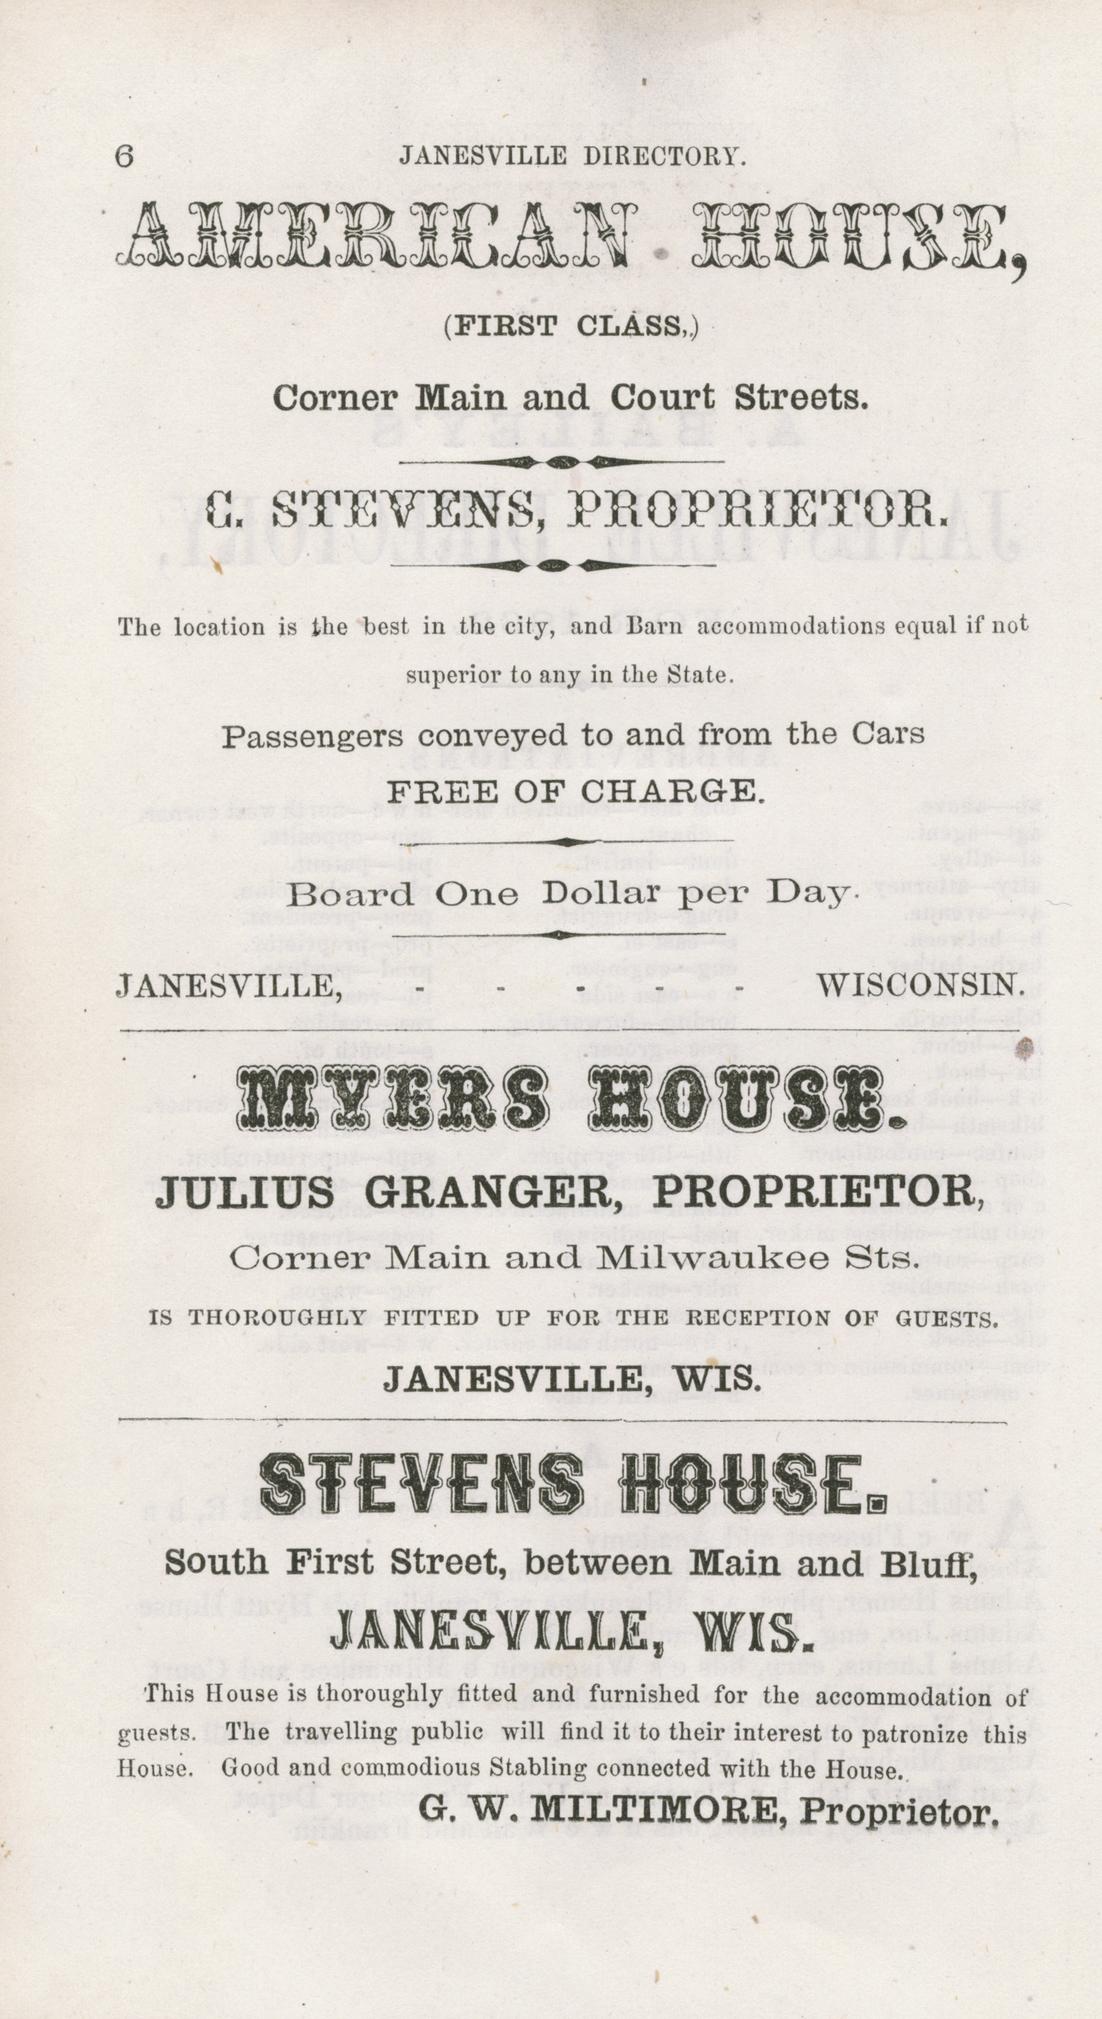 6 JANESVILLE DIRECTORY.
AMERICAN HOUSE,
(FIRST CLASS,)
Corner Main and Court Streets.
C. STEVENS, PROPRIETOR.
The location is the best in the city, and Barn accommodations equal if not
superior to any in the State.
Passengers conveyed to and from the Cars
FREE OF CHARGE.
Board One Dollar per Day.
JANESVILLE, - - - - - WISCONSIN.
MYERS HOUSE.
JULIUS GRANGER, PROPRIETOR,
Corner Main and Milwaukee Sts.
IS THOROUGHLY FITTED UP FOR THE RECEPTION OF GUESTS.
JANESVILLE, WIS.
STEVENS HOUSE.
South First Street, between Main and Bluff,
JANESVILLE, WIS.
This House is thoroughly fitted and furnished for the accommodation of
guests. The travelling public will find it to their interest to patronize this
House. Good and commodious Stabling connected with the House.
G. W. MILTIMORE, Proprietor.